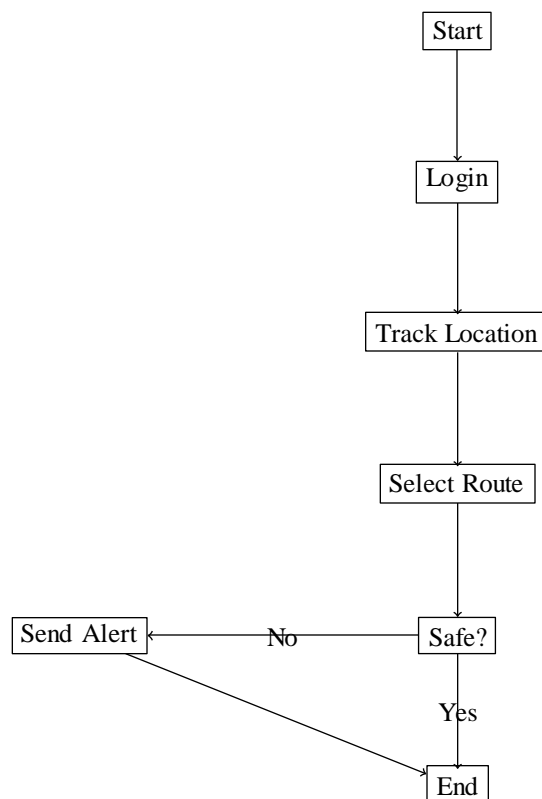 Start
Login
Track Location
Select Route
Send Alert
No
Safe?
Yes
End